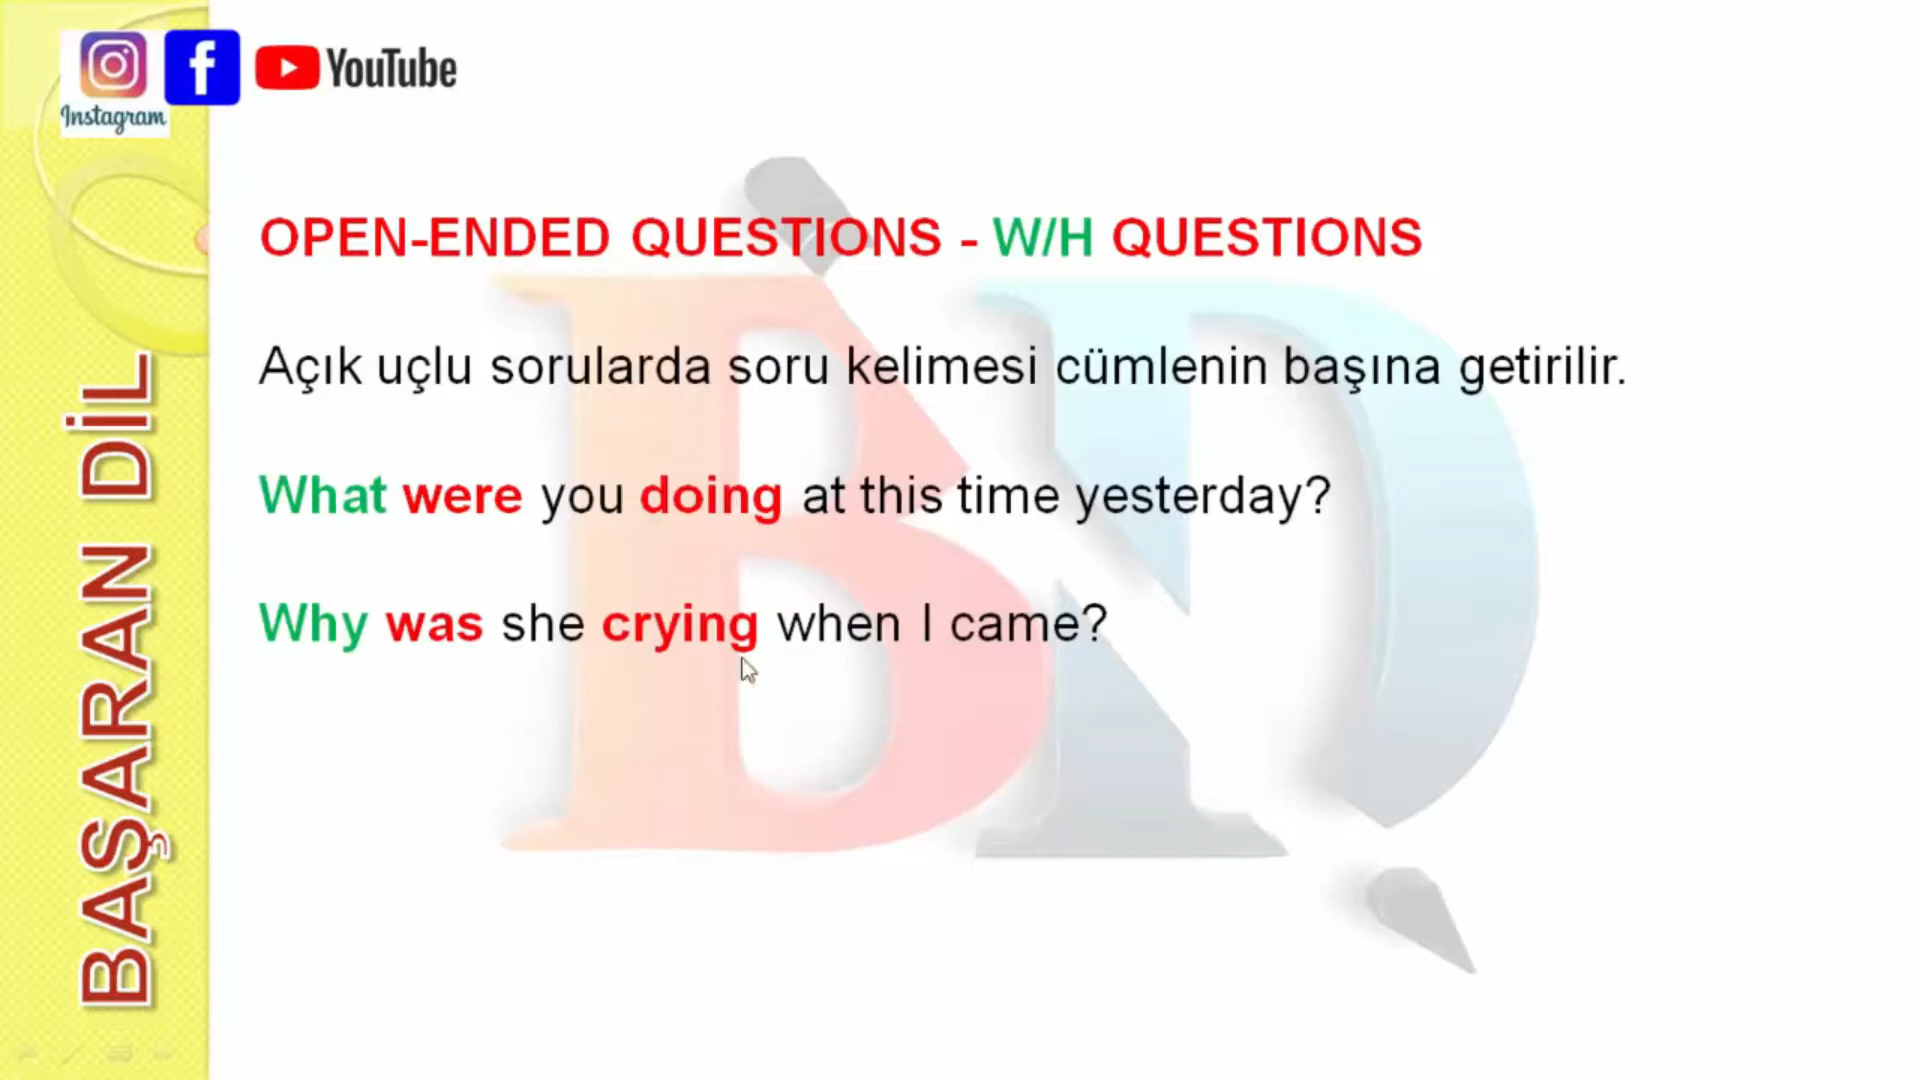 Instagram
f
YouTube
OPEN-ENDED QUESTIONS - W/H QUESTIONS
Açık uçlu sorularda soru kelimesi cümlenin başına getirilir.
What were you doing at this time yesterday?
Why was she crying when I came?
BAŞARAN DİL
BD